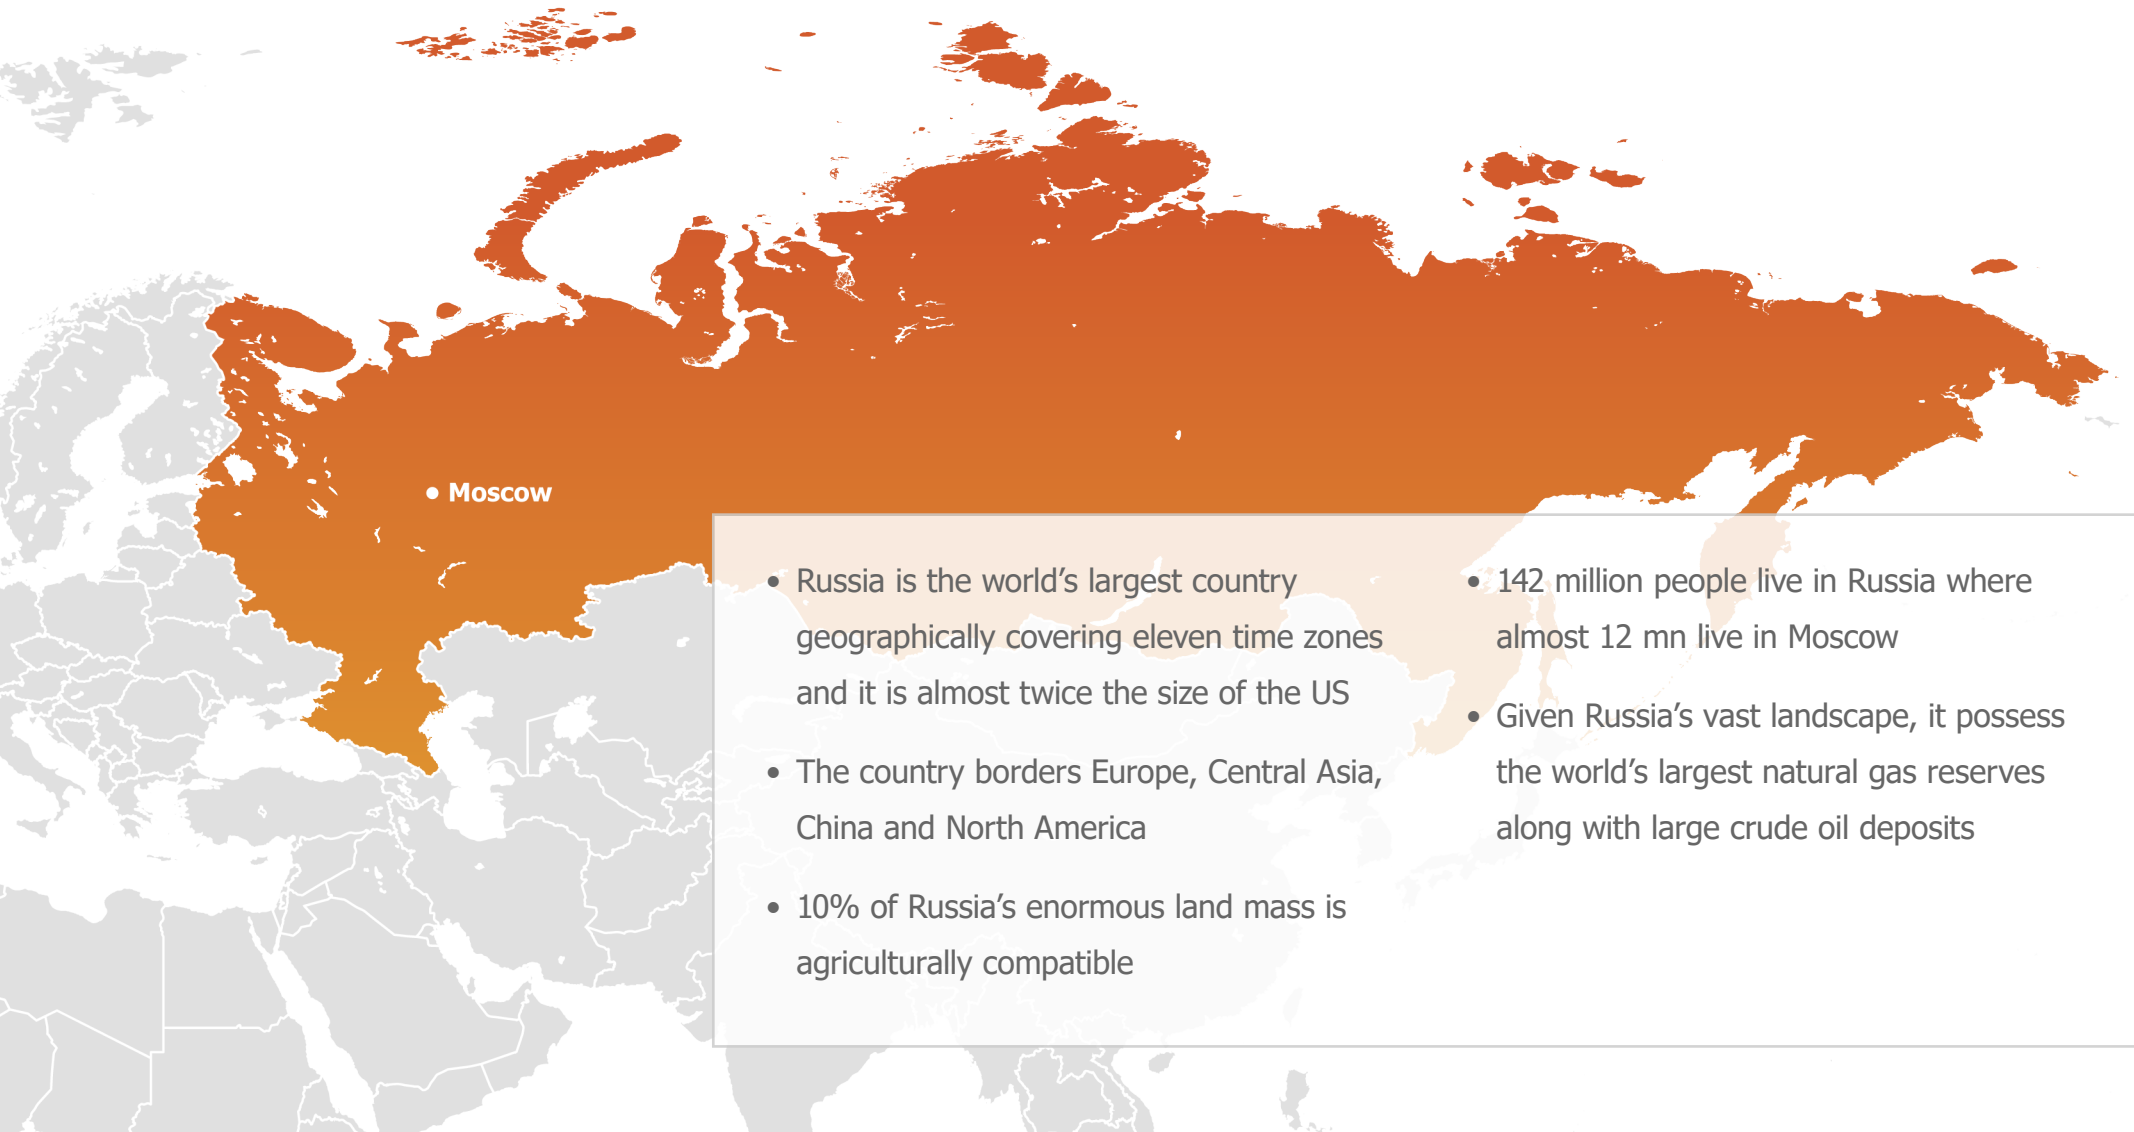 Moscow
• Russia is the world’s largest country
geographically covering eleven time zones
and it is almost twice the size of the US
• The country borders Europe, Central Asia,
China and North America
• 10% of Russia’s enormous land mass is
agriculturally compatible
• 142 million people live in Russia where
almost 12 mn live in Moscow
• Given Russia’s vast landscape, it possess
the world’s largest natural gas reserves
along with large crude oil deposits